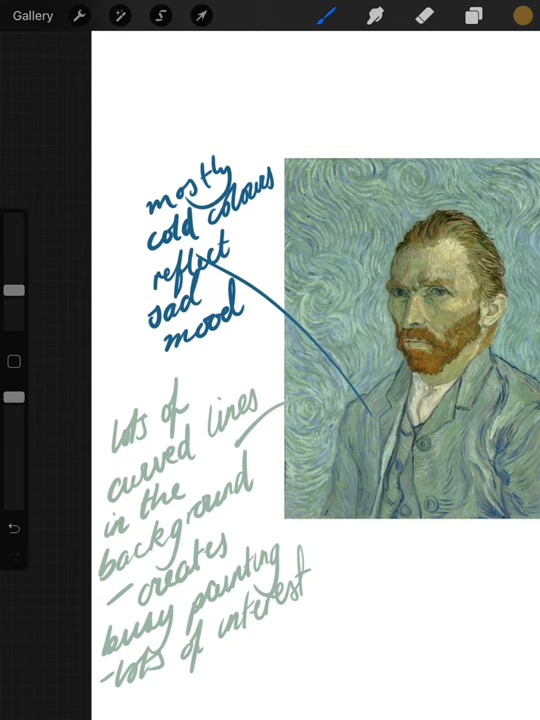 Gallery
mostly
cold colours
reflect
sad
mood
lots of
curved lines
in the
background
- creates
busy painting
- lots of interest